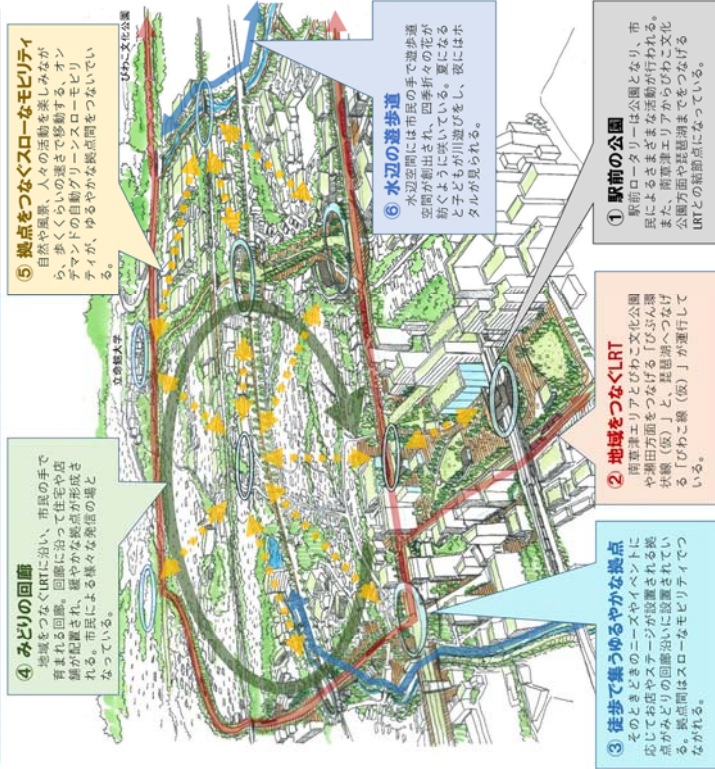 ① 駅前の公園
駅前ロータリーは公園となり、市
民によるさまざまな活動が行われる。
また、南草津エリアからびわこ文化
公園方面や琵琶湖までをつなげる
LRTとの結節点になっている。
② 地域をつなぐLRT
南草津エリアとびわこ文化公園
や瀬田方面をつなげる「びぶん環
状線（仮）」と、琵琶湖へつなげ
る「びわこ線（仮）」が運行して
いる。
③ 徒歩で集うゆるやかな拠点
そのときどきのニーズやイベントに
応じてお店やステージが設置される拠
点がみどりの回廊沿いに設置されてい
る。拠点間はスローなモビリティでつ
ながれる。
④ みどりの回廊
地域をつなぐLRTに沿い、市民の手で
育まれる回廊。回廊に沿って住宅や店
舗が配置され、緩やかな拠点が形成さ
れる。市民による様々な発信の場と
なっている。
⑤ 拠点をつなぐスローなモビリティ
自然や風景、人々の活動を楽しみなが
ら、歩くくらいの速さで移動する、オン
デマンドの自動グリーンスローモビリ
ティが、ゆるやかな拠点間をつないでい
る。
⑥ 水辺の遊歩道
水辺空間には市民の手で遊歩道
空間が創出され、四季折々の花が
紡ぐように咲いている。夏になる
と子どもが川遊びをし、夜にはホ
タルが見られる。
立命館大学
びわこ文化公園